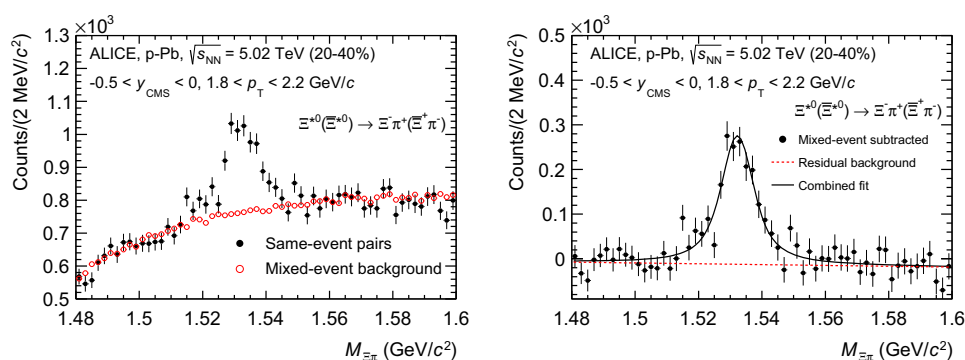 ×10³
ALICE, p-Pb, √s_NN = 5.02 TeV (20-40%)
-0.5 < y_CMS < 0, 1.8 < p_T < 2.2 GeV/c
Ξ*⁰(Ξ̅*⁰) → Ξ⁻π⁺(Ξ̅⁺π⁻)
Counts/(2 MeV/c²)
1.3
1.2
1.1
1
0.9
0.8
0.7
0.6
0.5
Same-event pairs
Mixed-event background
1.48 1.5 1.52 1.54 1.56 1.58 1.6
M_Ξπ (GeV/c²)
×10³
ALICE, p-Pb, √s_NN = 5.02 TeV (20-40%)
-0.5 < y_CMS < 0, 1.8 < p_T < 2.2 GeV/c
Ξ*⁰(Ξ̅*⁰) → Ξ⁻π⁺(Ξ̅⁺π⁻)
Mixed-event subtracted
Residual background
Combined fit
Counts/(2 MeV/c²)
0.5
0.4
0.3
0.2
0.1
0
1.48 1.5 1.52 1.54 1.56 1.58 1.6
M_Ξπ (GeV/c²)